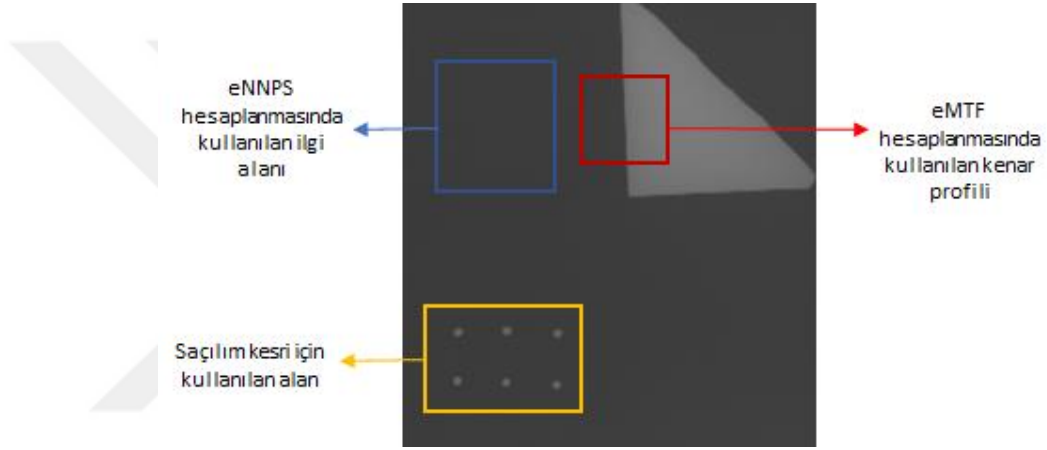 eNNPS
hesaplanmasında
kullanılan ilgi
alanı
eMTF
hesaplanmasında
kullanılan kenar
profili
Saçılım kesri için
kullanılan alan